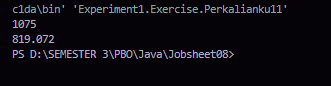 c1da\bin' 'Experiment1.Exercise.Perkalianku11'
1075
819.072
PS D:\SEMESTER 3\PBO\Java\Jobsheet08>